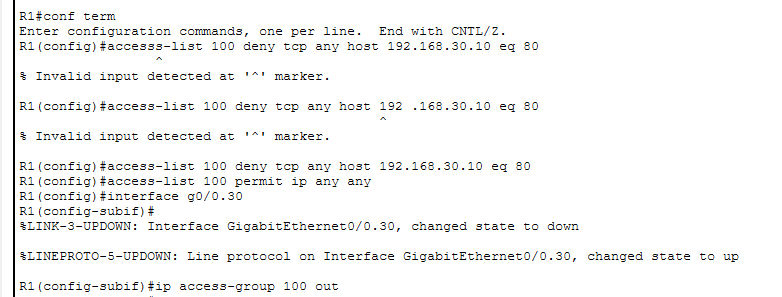 R1#conf term
Enter configuration commands, one per line.  End with CNTL/Z.
R1(config)#accesss-list 100 deny tcp any host 192.168.30.10 eq 80
^
% Invalid input detected at '^' marker.
R1(config)#access-list 100 deny tcp any host 192 .168.30.10 eq 80
^
% Invalid input detected at '^' marker.
R1(config)#access-list 100 deny tcp any host 192.168.30.10 eq 80
R1(config)#access-list 100 permit ip any any
R1(config)#interface g0/0.30
R1(config-subif)#
%LINK-3-UPDOWN: Interface GigabitEthernet0/0.30, changed state to down
%LINEPROTO-5-UPDOWN: Line protocol on Interface GigabitEthernet0/0.30, changed state to up
R1(config-subif)#ip access-group 100 out